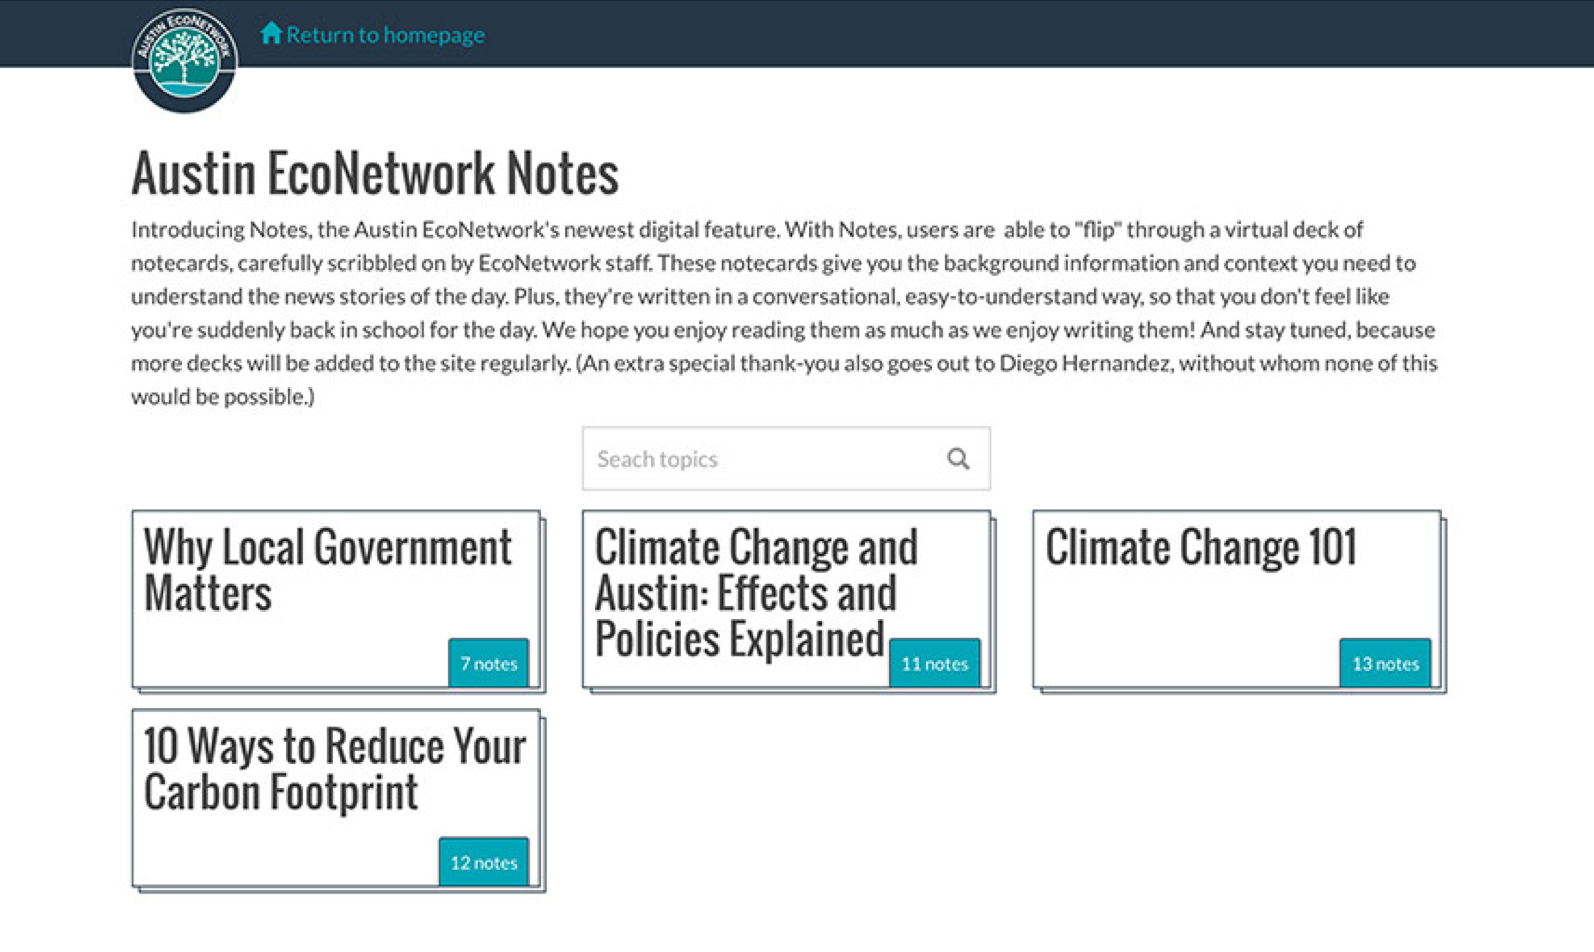 AUSTIN ECONETWORK
Return to homepage
Austin EcoNetwork Notes
Introducing Notes, the Austin EcoNetwork's newest digital feature. With Notes, users are able to "flip" through a virtual deck of
notecards, carefully scribbled on by EcoNetwork staff. These notecards give you the background information and context you need to
understand the news stories of the day. Plus, they're written in a conversational, easy-to-understand way, so that you don't feel like
you're suddenly back in school for the day. We hope you enjoy reading them as much as we enjoy writing them! And stay tuned, because
more decks will be added to the site regularly. (An extra special thank-you also goes out to Diego Hernandez, without whom none of this
would be possible.)
Seach topics
Why Local Government
Matters
7 notes
Climate Change and
Austin: Effects and
Policies Explained
11 notes
Climate Change 101
13 notes
10 Ways to Reduce Your
Carbon Footprint
12 notes